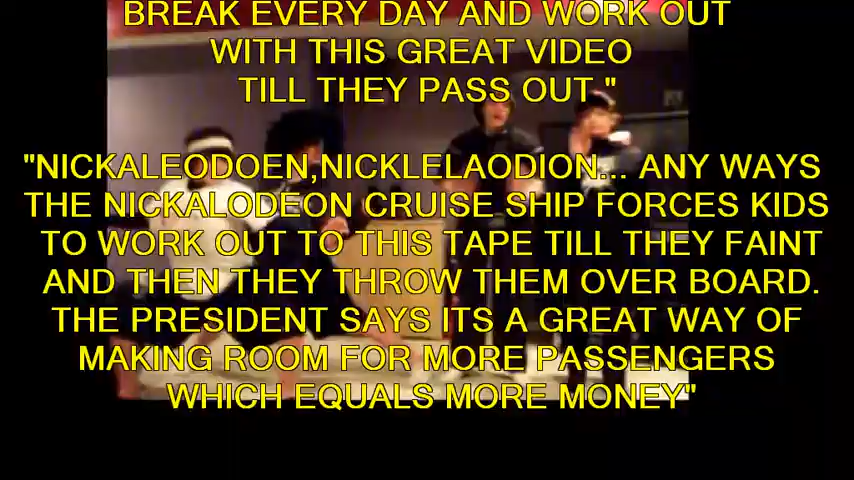 BREAK EVERY DAY AND WORK OUT
WITH THIS GREAT VIDEO
TILL THEY PASS OUT "
"NICKALEODOEN,NICKLELAODION... ANY WAYS
THE NICKALODEON CRUISE SHIP FORCES KIDS
TO WORK OUT TO THIS TAPE TILL THEY FAINT
AND THEN THEY THROW THEM OVER BOARD.
THE PRESIDENT SAYS ITS A GREAT WAY OF
MAKING ROOM FOR MORE PASSENGERS
WHICH EQUALS MORE MONEY"